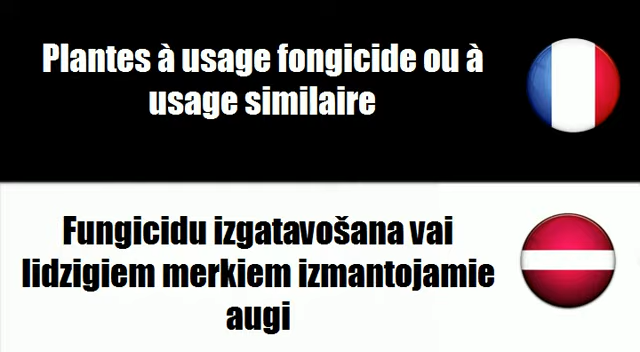 Plantes à usage fongicide ou à
usage similaire
Fungicidu izgatavošana vai
lidzigiem merkiem izmantojamie
augi